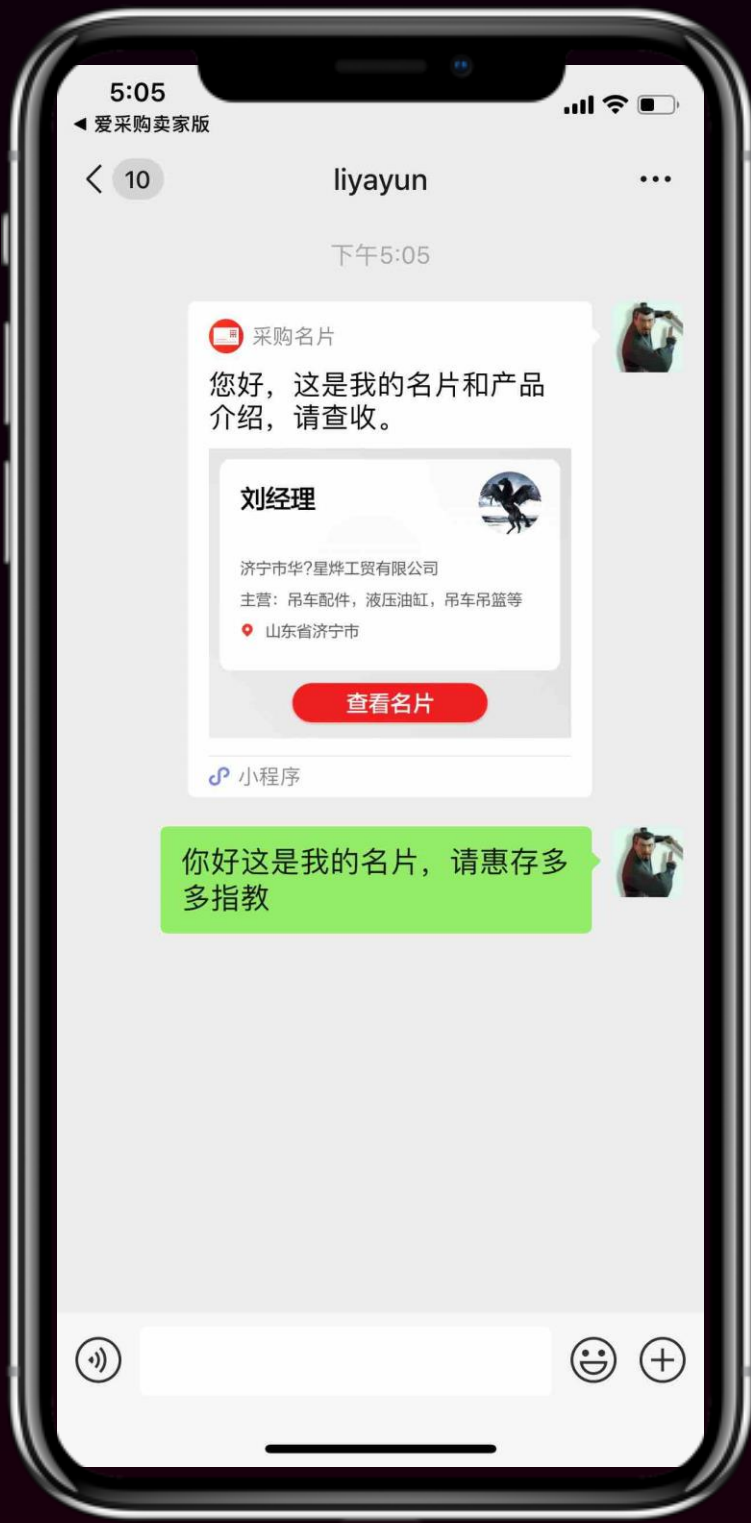 5:05
◀ 爱采购卖家版
10
liyayun
下午5:05
采购名片
您好，这是我的名片和产品
介绍，请查收。
刘经理
济宁市华?星烨工贸有限公司
主营：吊车配件，液压油缸，吊车吊篮等
山东省济宁市
查看名片
小程序
你好这是我的名片，请惠存多
多指教